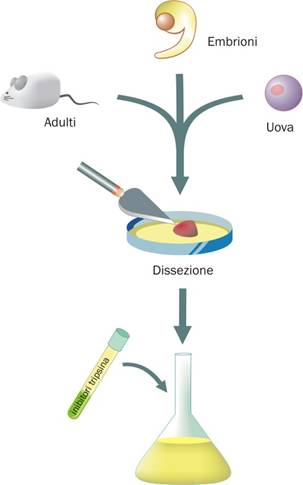 Embrioni
Adulti
Uova
Dissezione
inibitori tripsina